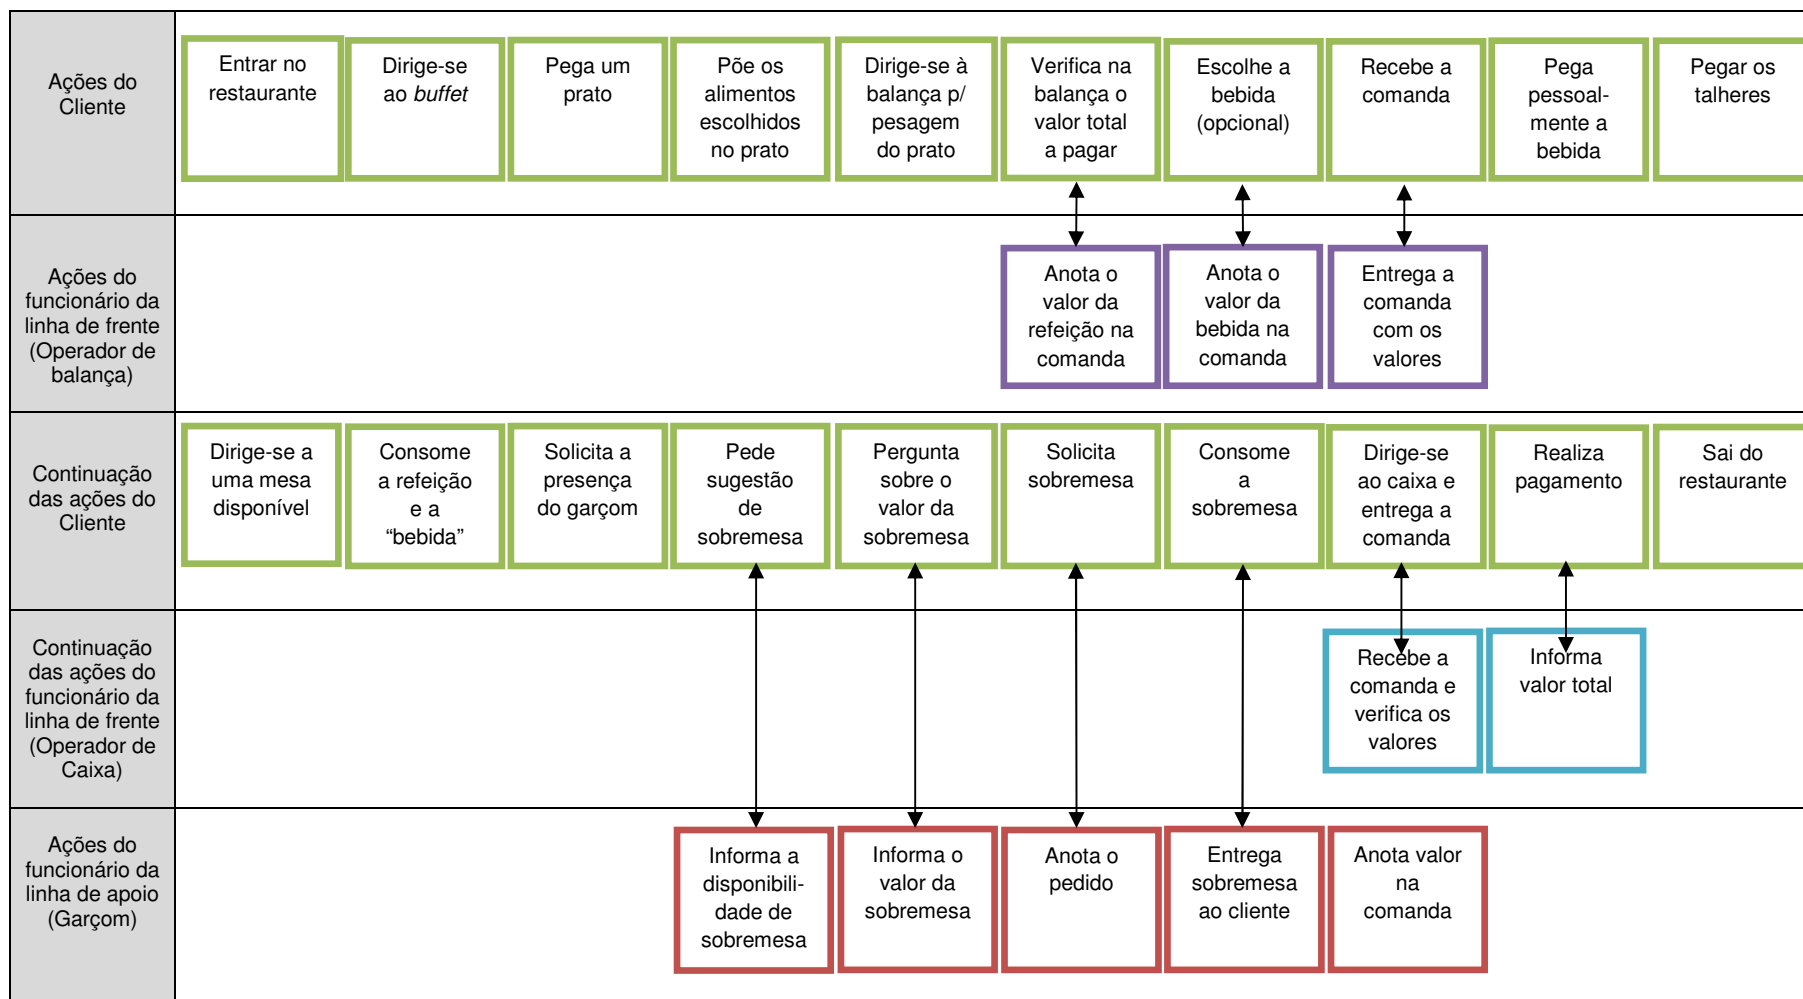 Ações do
Cliente
Entrar no
restaurante
Dirige-se
ao buffet
Pega um
prato
Põe os
alimentos
escolhidos
no prato
Dirige-se à
balança p/
pesagem
do prato
Verifica na
balança o
valor total
a pagar
Escolhe a
bebida
(opcional)
Recebe a
comanda
Pega
pessoal-
mente a
bebida
Pegar os
talheres
Ações do
funcionário da
linha de frente
(Operador de
balança)
Anota o
valor da
refeição na
comanda
Anota o
valor da
bebida na
comanda
Entrega a
comanda
com os
valores
Continuação
das ações do
Cliente
Dirige-se a
uma mesa
disponível
Consome
a refeição
e a
“bebida”
Solicita a
presença
do garçom
Pede
sugestão
de
sobremesa
Pergunta
sobre o
valor da
sobremesa
Solicita
sobremesa
Consome
a
sobremesa
Dirige-se
ao caixa e
entrega a
comanda
Realiza
pagamento
Sai do
restaurante
Continuação
das ações do
funcionário da
linha de frente
(Operador de
Caixa)
Recebe a
comanda e
verifica os
valores
Informa
valor total
Ações do
funcionário da
linha de apoio
(Garçom)
Informa a
disponibili-
dade de
sobremesa
Informa o
valor da
sobremesa
Anota o
pedido
Entrega
sobremesa
ao cliente
Anota valor
na
comanda